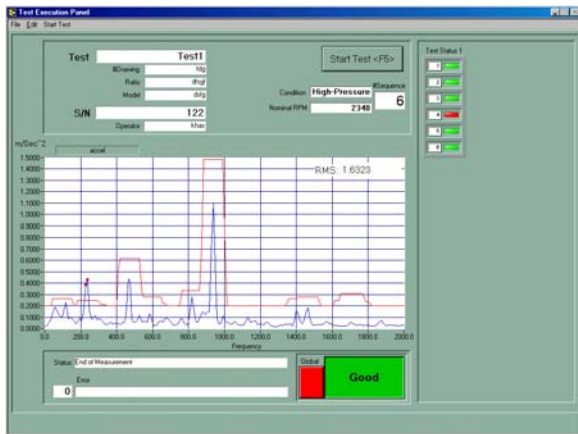 Test Execution Panel
File Edit Start Test
Test Test1
#Drawing fdg
Ratio dfhgf
Model dsfg
S/N 122
Operator
Start Test <F5>
Condition High-Pressure
Nominal RPM 2340
#Sequence
6
Test Status 1
1
2
3
4
5
6
m/Sec^2
accel
RMS: 1.6323
1.5000
1.4000
1.3000
1.2000
1.1000
1.0000
0.9000
0.8000
0.7000
0.6000
0.5000
0.4000
0.3000
0.2000
0.1000
0.0000
0.0 200.0 400.0 600.0 800.0 1000.0 1200.0 1400.0 1600.0 1800.0 2000.0
Frequency
Status End of Measurement
Error
0
Global
Good